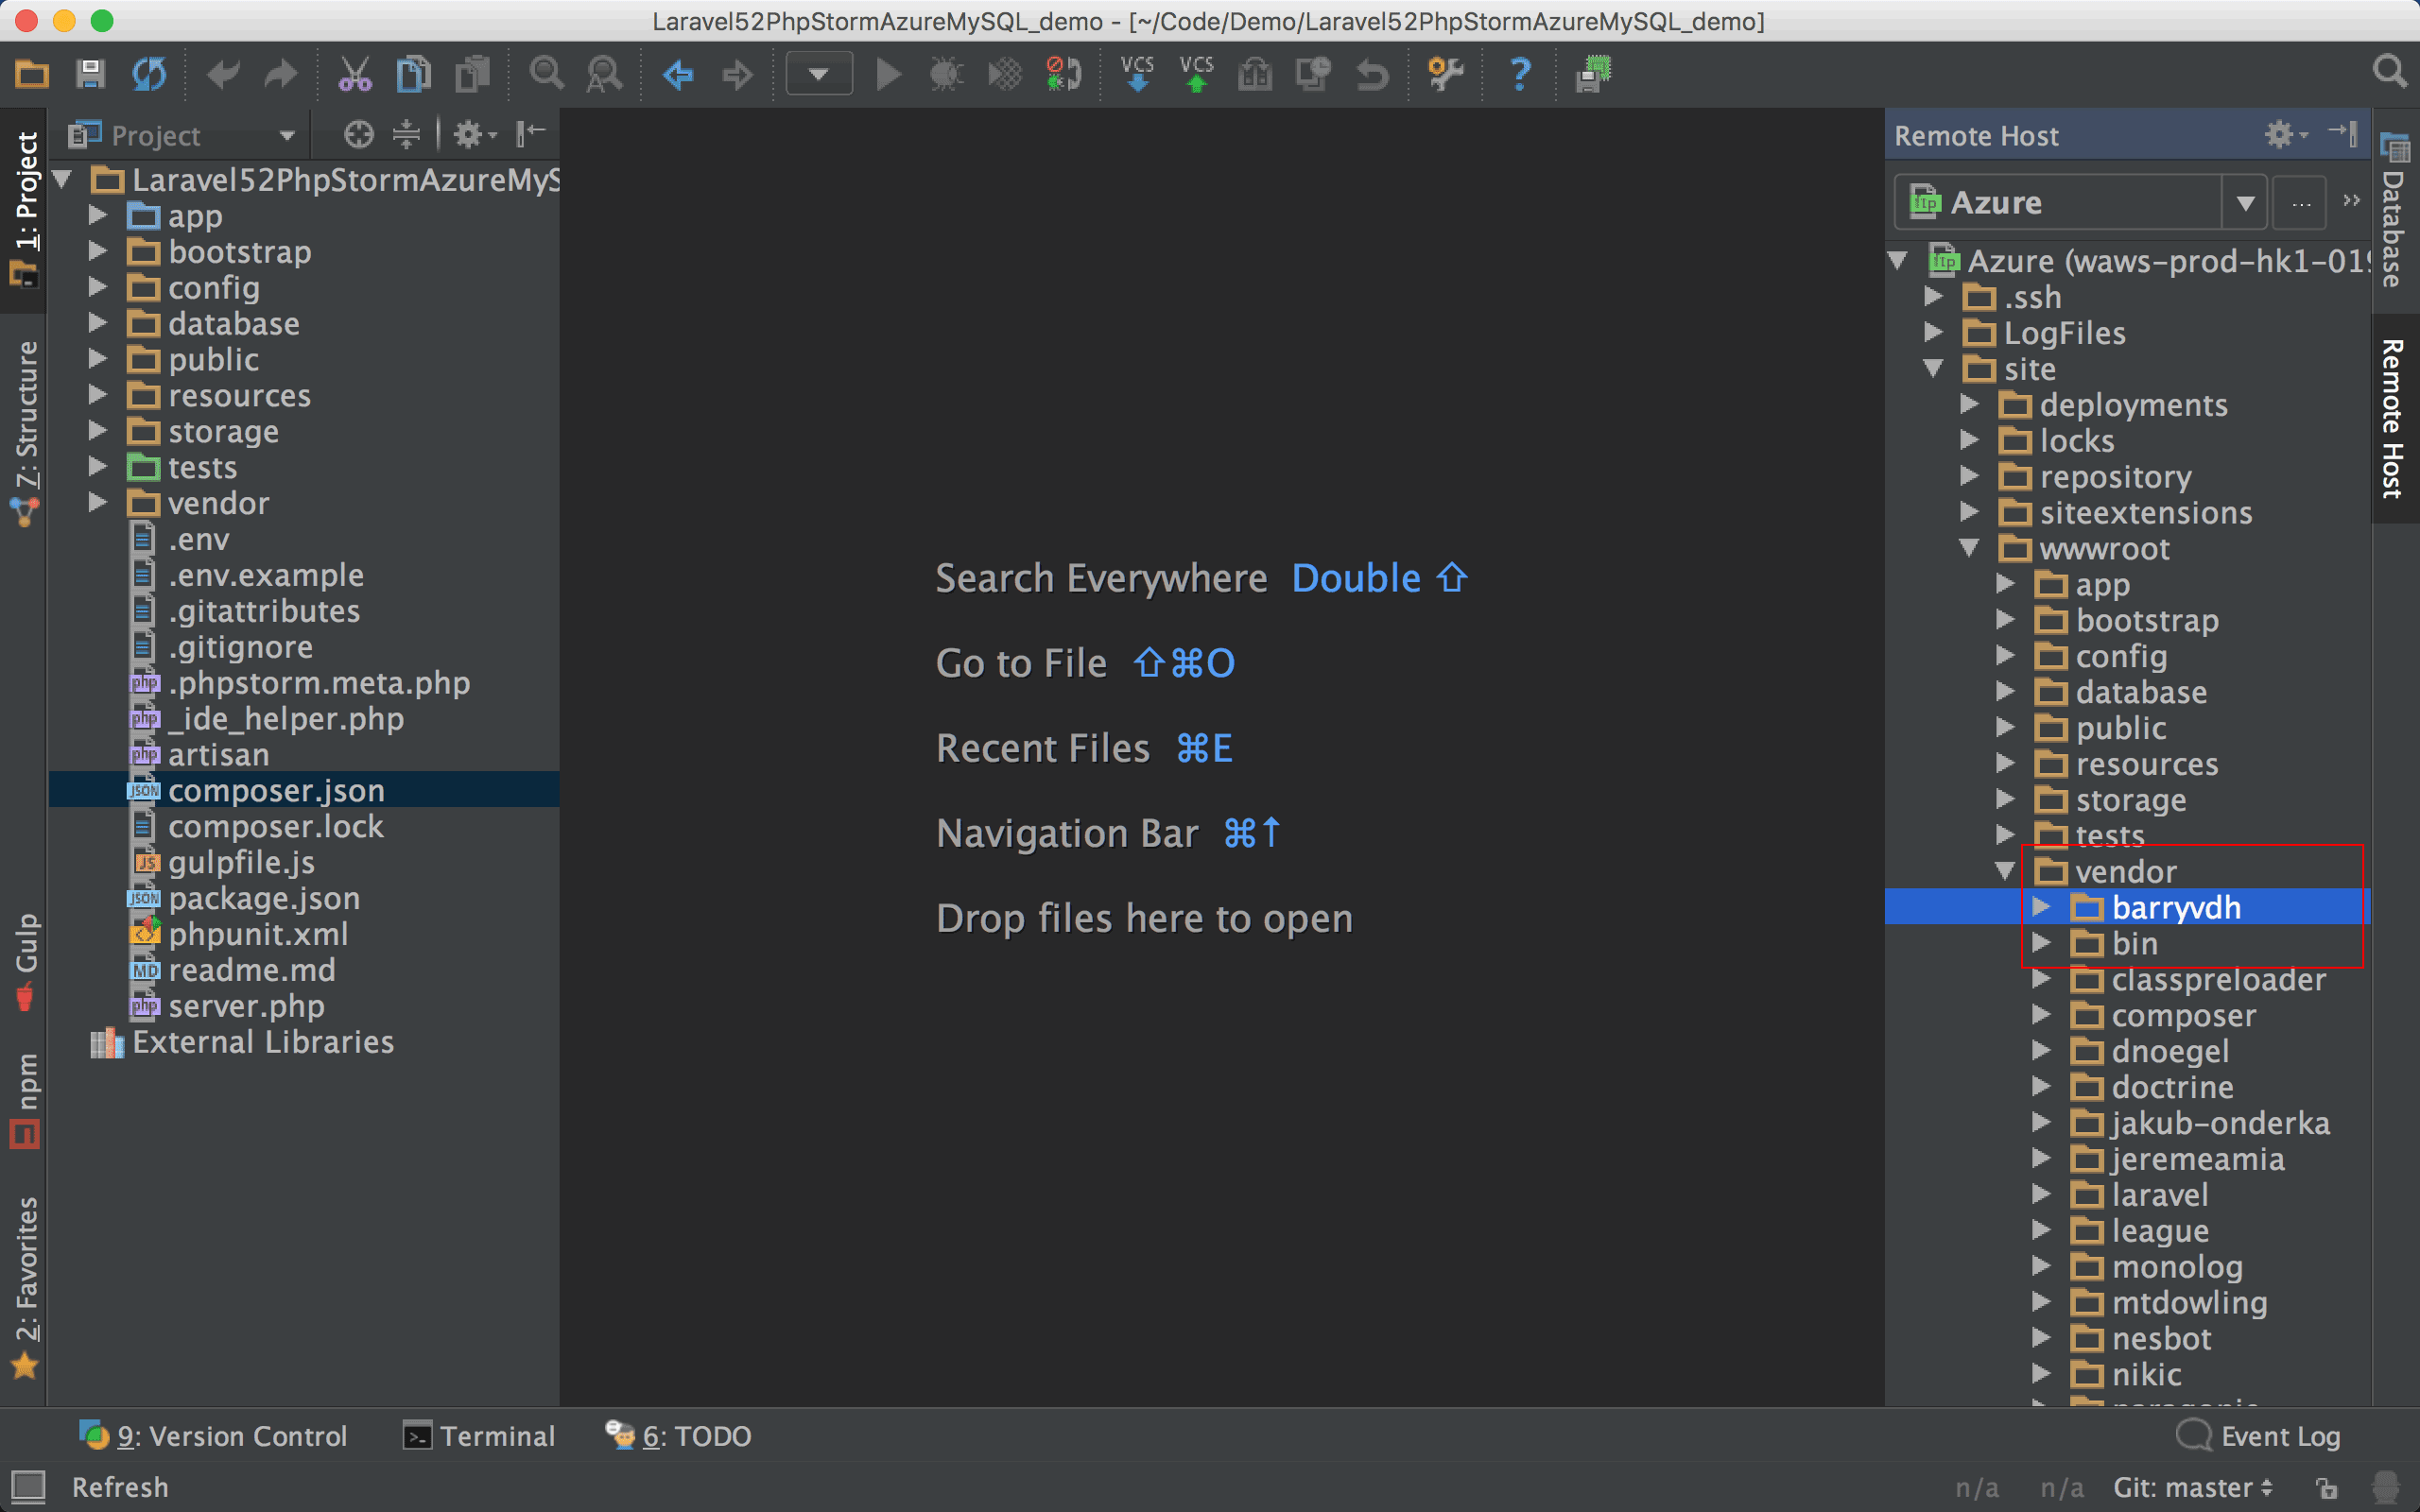 Laravel52PhpStormAzureMySQL_demo - [~/Code/Demo/Laravel52PhpStormAzureMySQL_demo]
VCS VCS
1: Project
7: Structure
Gulp
npm
2: Favorites
Project
Laravel52PhpStormAzureMyS
app
bootstrap
config
database
public
resources
storage
tests
vendor
.env
.env.example
.gitattributes
.gitignore
.phpstorm.meta.php
_ide_helper.php
artisan
composer.json
composer.lock
gulpfile.js
package.json
phpunit.xml
readme.md
server.php
External Libraries
Search Everywhere Double ⇧
Go to File ⇧⌘O
Recent Files ⌘E
Navigation Bar ⌘↑
Drop files here to open
Remote Host
Azure
...
Azure (waws-prod-hk1-019
.ssh
LogFiles
site
deployments
locks
repository
siteextensions
wwwroot
app
bootstrap
config
database
public
resources
storage
tests
vendor
barryvdh
bin
classpreloader
composer
dnoegel
doctrine
jakub-onderka
jeremeamia
laravel
league
monolog
mtdowling
nesbot
nikic
Database
Remote Host
9: Version Control
Terminal
6: TODO
Event Log
Refresh
n/a
n/a
Git: master